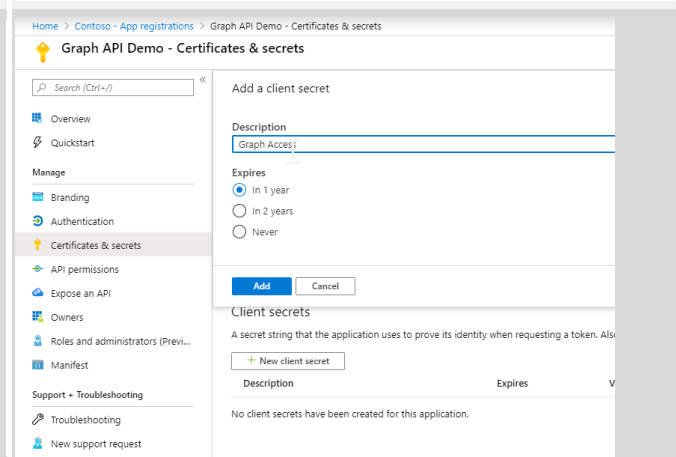 Home > Contoso - App registrations > Graph API Demo - Certificates & secrets
Graph API Demo - Certificates & secrets
Search (Ctrl+/)
«
Overview
Quickstart
Manage
Branding
Authentication
Certificates & secrets
API permissions
Expose an API
Owners
Roles and administrators (Previ...
Manifest
Support + Troubleshooting
Troubleshooting
New support request
Add a client secret
Description
Graph Access
Expires
In 1 year
In 2 years
Never
Add Cancel
Client secrets
A secret string that the application uses to prove its identity when requesting a token.
+ New client secret
Description Expires
No client secrets have been created for this application.